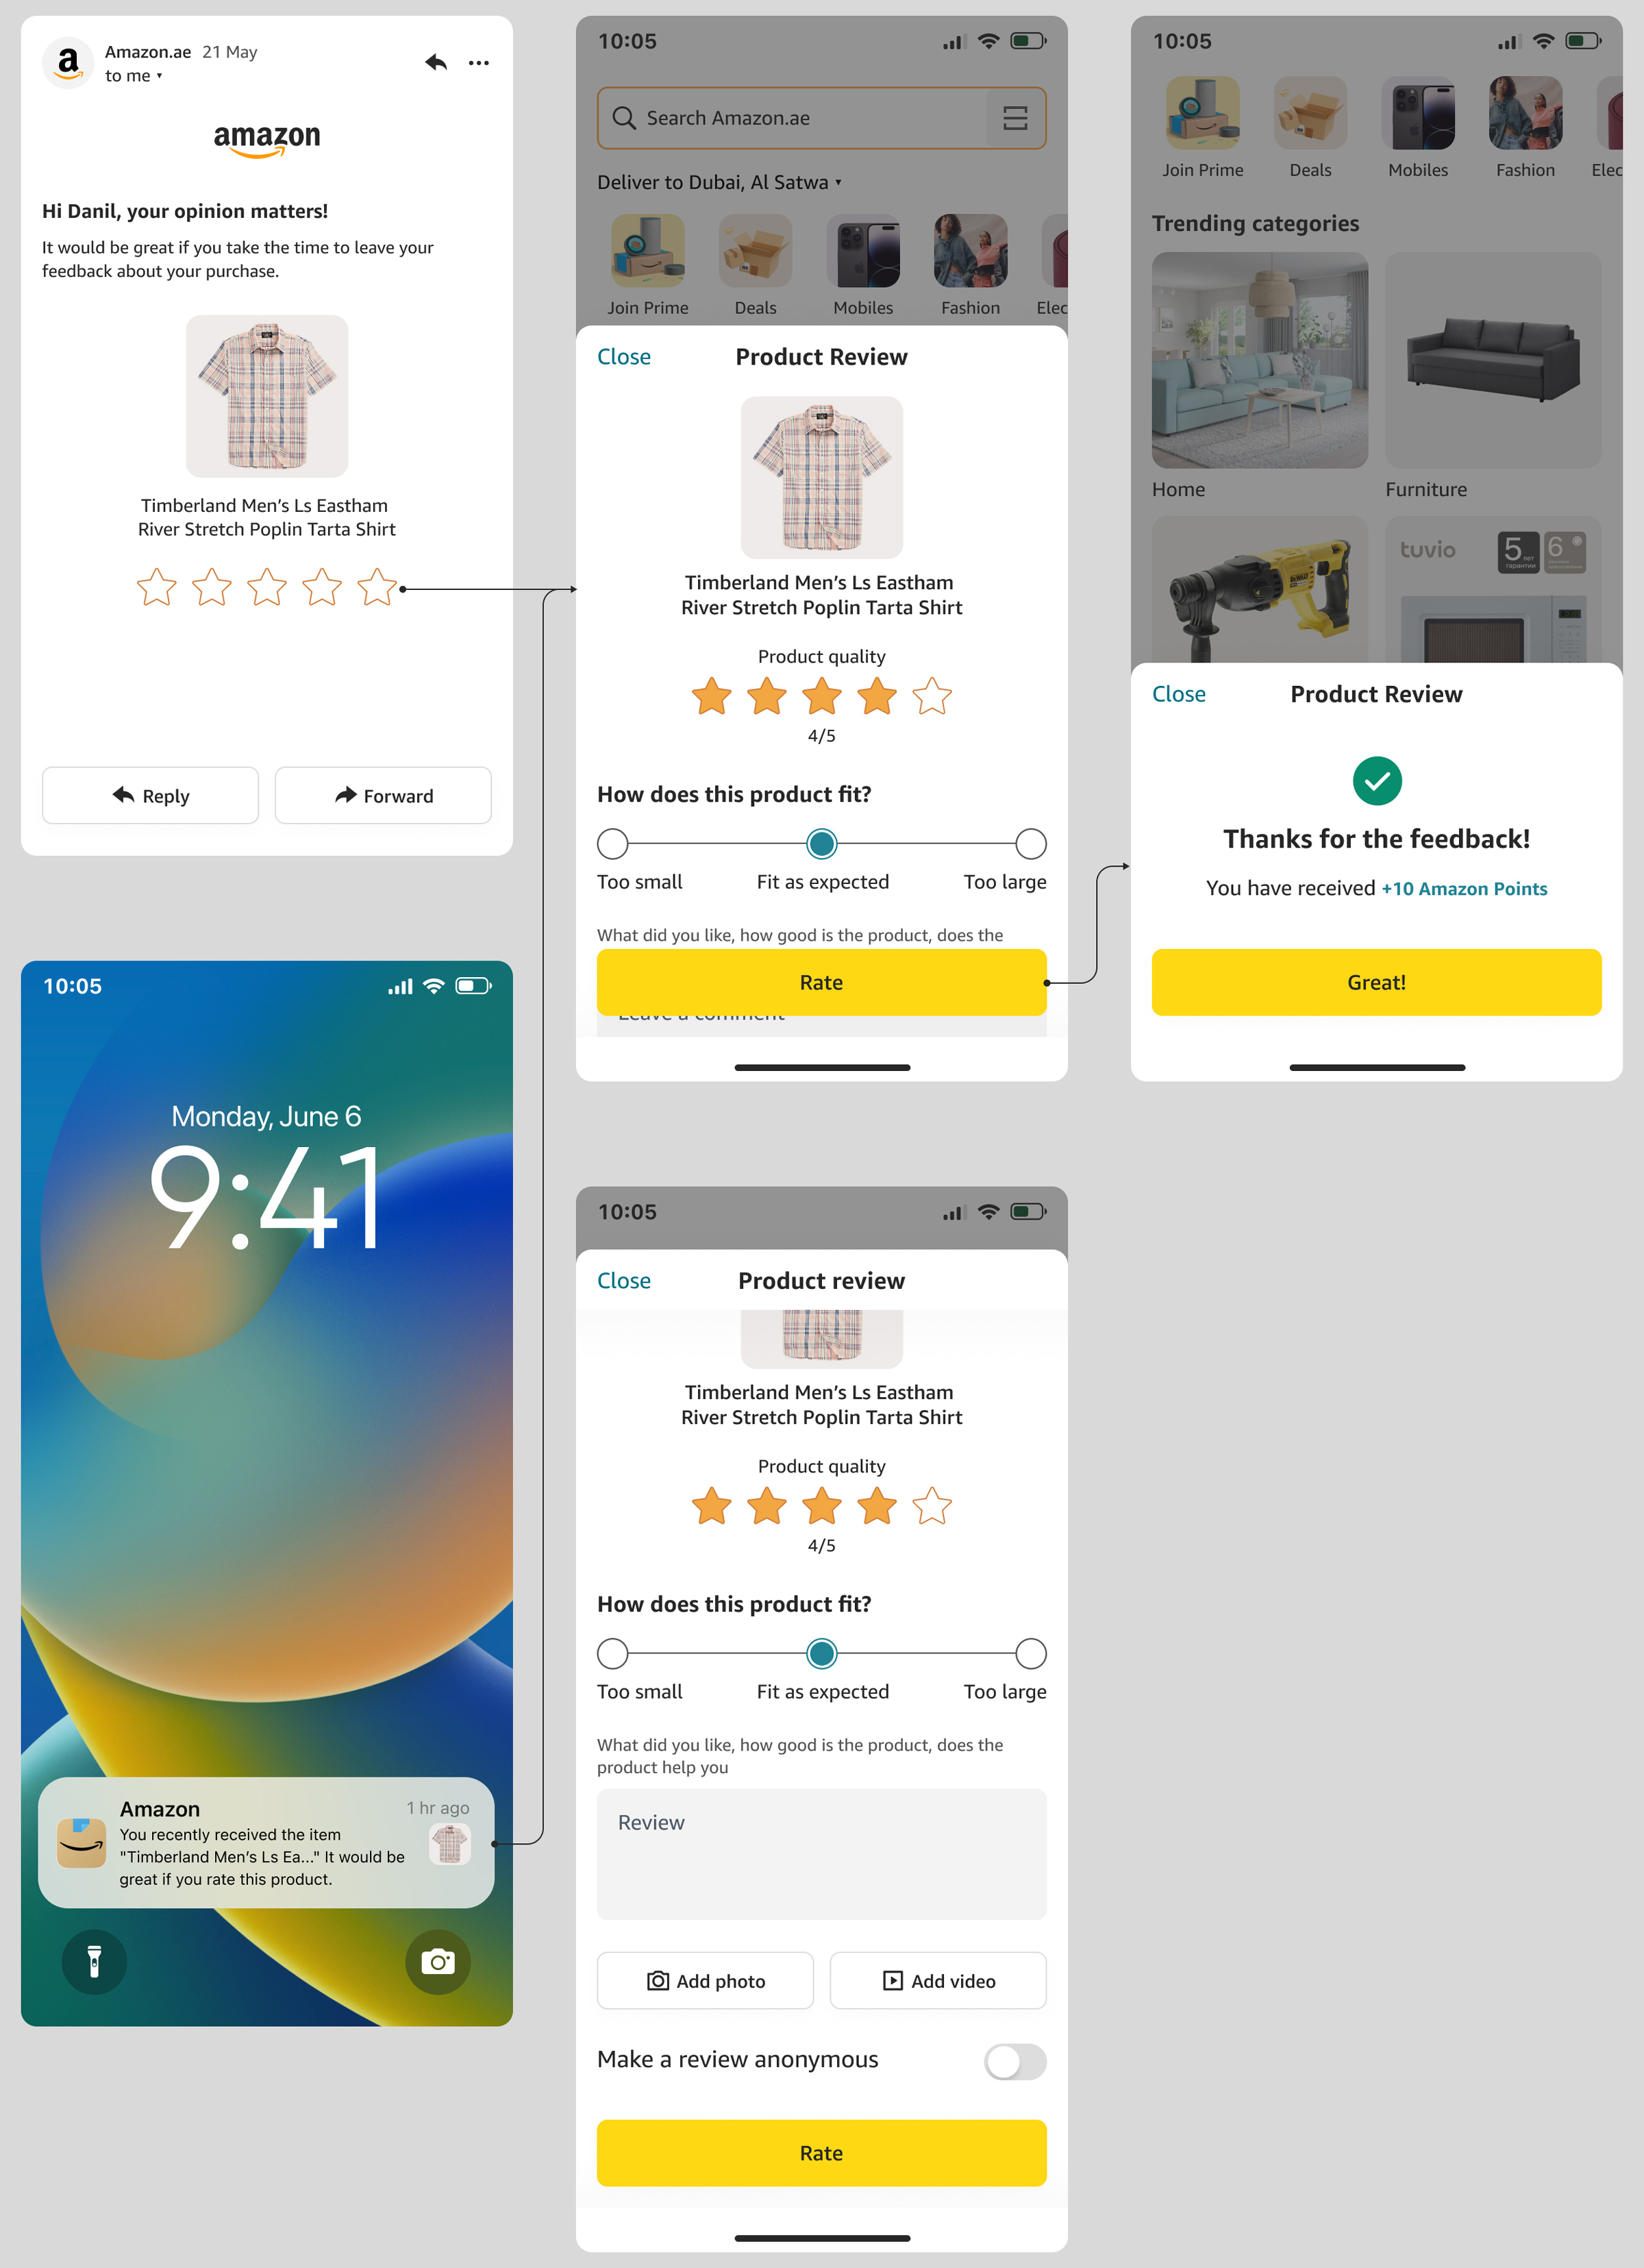 Amazon.ae 21 May
to me
amazon
Hi Danil, your opinion matters!
It would be great if you take the time to leave your
feedback about your purchase.
Timberland Men’s Ls Eastham
River Stretch Poplin Tarta Shirt
Reply
Forward
10:05
Monday, June 6
9:41
Amazon
1 hr ago
You recently received the item
"Timberland Men’s Ls Ea..." It would be
great if you rate this product.
10:05
Search Amazon.ae
Deliver to Dubai, Al Satwa
Join Prime
Deals
Mobiles
Fashion
Elec
Close
Product Review
Timberland Men’s Ls Eastham
River Stretch Poplin Tarta Shirt
Product quality
4/5
How does this product fit?
Too small
Fit as expected
Too large
What did you like, how good is the product, does the
Rate
Leave a comment
10:05
Close
Product review
Timberland Men’s Ls Eastham
River Stretch Poplin Tarta Shirt
Product quality
4/5
How does this product fit?
Too small
Fit as expected
Too large
What did you like, how good is the product, does the
product help you
Review
Add photo
Add video
Make a review anonymous
Rate
10:05
Join Prime
Deals
Mobiles
Fashion
Elec
Trending categories
Home
Furniture
DEWALT
tuvio
5 лет
гарантии
6
Close
Product Review
Thanks for the feedback!
You have received +10 Amazon Points
Great!